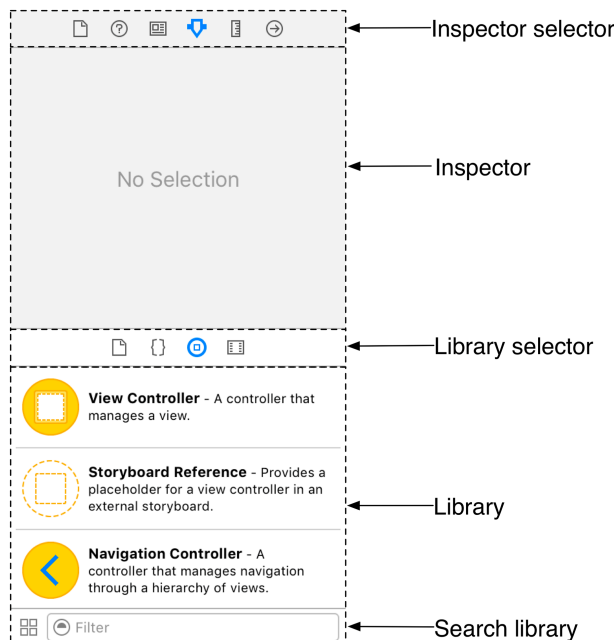 Inspector selector
No Selection
Inspector
{}
Library selector
View Controller - A controller that
manages a view.
Storyboard Reference - Provides a
placeholder for a view controller in an
external storyboard.
Library
Navigation Controller - A
controller that manages navigation
through a hierarchy of views.
Filter
Search library